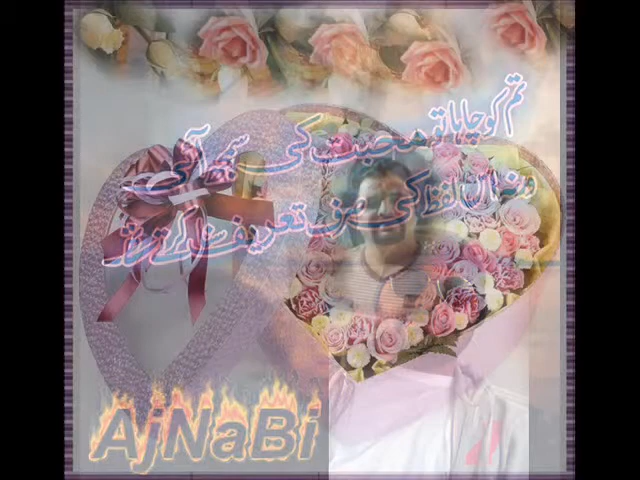 تم کو چاہا تو محبت کی سمجھ آئی
ورنہ اس لفظ کی صرف تعریف سنا کرتے تھے
AjNaBi